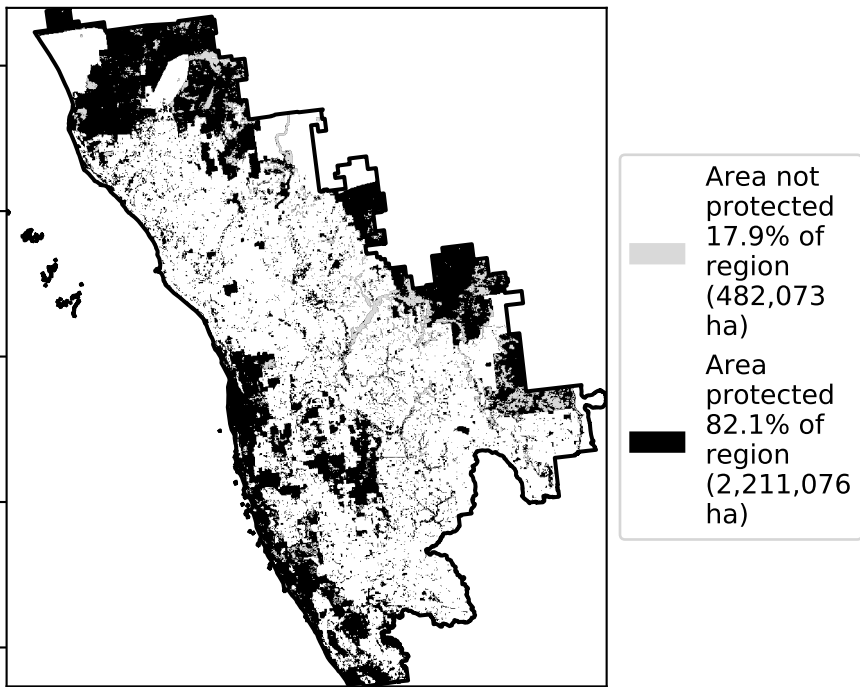 Area not
protected
17.9% of
region
(482,073
ha)
Area
protected
82.1% of
region
(2,211,076
ha)